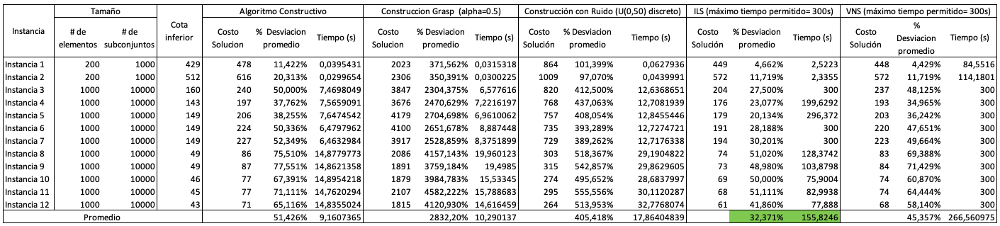 Instancia Tamaño Cota inferior Algoritmo Constructivo Construccion Grasp (alpha=0.5) Construcción con Ruido (U(0,50) discreto) ILS (máximo tiempo permitido= 300s) VNS (máximo tiempo permitido= 300s)
# de elementos # de subconjuntos Costo Solucion % Desviacion promedio Tiempo (s) Costo Solucion % Desviacion promedio Tiempo (s) Costo Solución % Desviacion promedio Tiempo (s) Costo Solución % Desviacion promedio Tiempo (s) Costo Solución % Desviacion promedio Tiempo (s)
Instancia 1 200 1000 429 478 11,422% 0,0395431 2023 371,562% 0,0315318 864 101,399% 0,0627936 449 4,662% 2,5223 448 4,429% 84,5516
Instancia 2 200 1000 512 616 20,313% 0,0299654 2306 350,391% 0,0300225 1009 97,070% 0,0439991 572 11,719% 2,3355 572 11,719% 114,1801
Instancia 3 1000 10000 160 240 50,000% 7,4698049 3847 2304,375% 6,577616 820 412,500% 12,6368651 204 27,500% 300 237 48,125% 300
Instancia 4 1000 10000 143 197 37,762% 7,5659091 3676 2470,629% 7,2216197 768 437,063% 12,7081939 176 23,077% 199,6292 193 34,965% 300
Instancia 5 1000 10000 149 206 38,255% 7,6474542 4179 2704,698% 6,9610062 757 408,054% 12,8455446 179 20,134% 296,372 203 36,242% 300
Instancia 6 1000 10000 149 224 50,336% 6,4797962 4100 2651,678% 8,887448 735 393,289% 12,7274721 191 28,188% 300 220 47,651% 300
Instancia 7 1000 10000 149 227 52,349% 6,4632984 3917 2528,859% 8,3751899 729 389,262% 12,7176338 194 30,201% 300 223 49,664% 300
Instancia 8 1000 10000 49 86 75,510% 14,8779773 2086 4157,143% 19,960123 303 518,367% 29,1904822 74 51,020% 128,3742 83 69,388% 300
Instancia 9 1000 10000 49 87 77,551% 14,8621358 1891 3759,184% 19,4985 315 542,857% 29,8629605 73 48,980% 103,8798 84 71,429% 300
Instancia 10 1000 10000 46 77 67,391% 14,8954218 1879 3984,783% 15,53345 274 495,652% 28,6837997 69 50,000% 75,9004 74 60,870% 300
Instancia 11 1000 10000 45 77 71,111% 14,7620294 2107 4582,222% 15,788683 295 555,556% 30,1120287 68 51,111% 82,9938 74 64,444% 300
Instancia 12 1000 10000 43 71 65,116% 14,8355024 1815 4120,930% 14,616459 264 513,953% 32,7768074 61 41,860% 77,888 68 58,140% 300
Promedio 51,426% 9,1607365 2832,20% 10,290137 405,418% 17,86404839 32,371% 155,8246 45,357% 266,560975